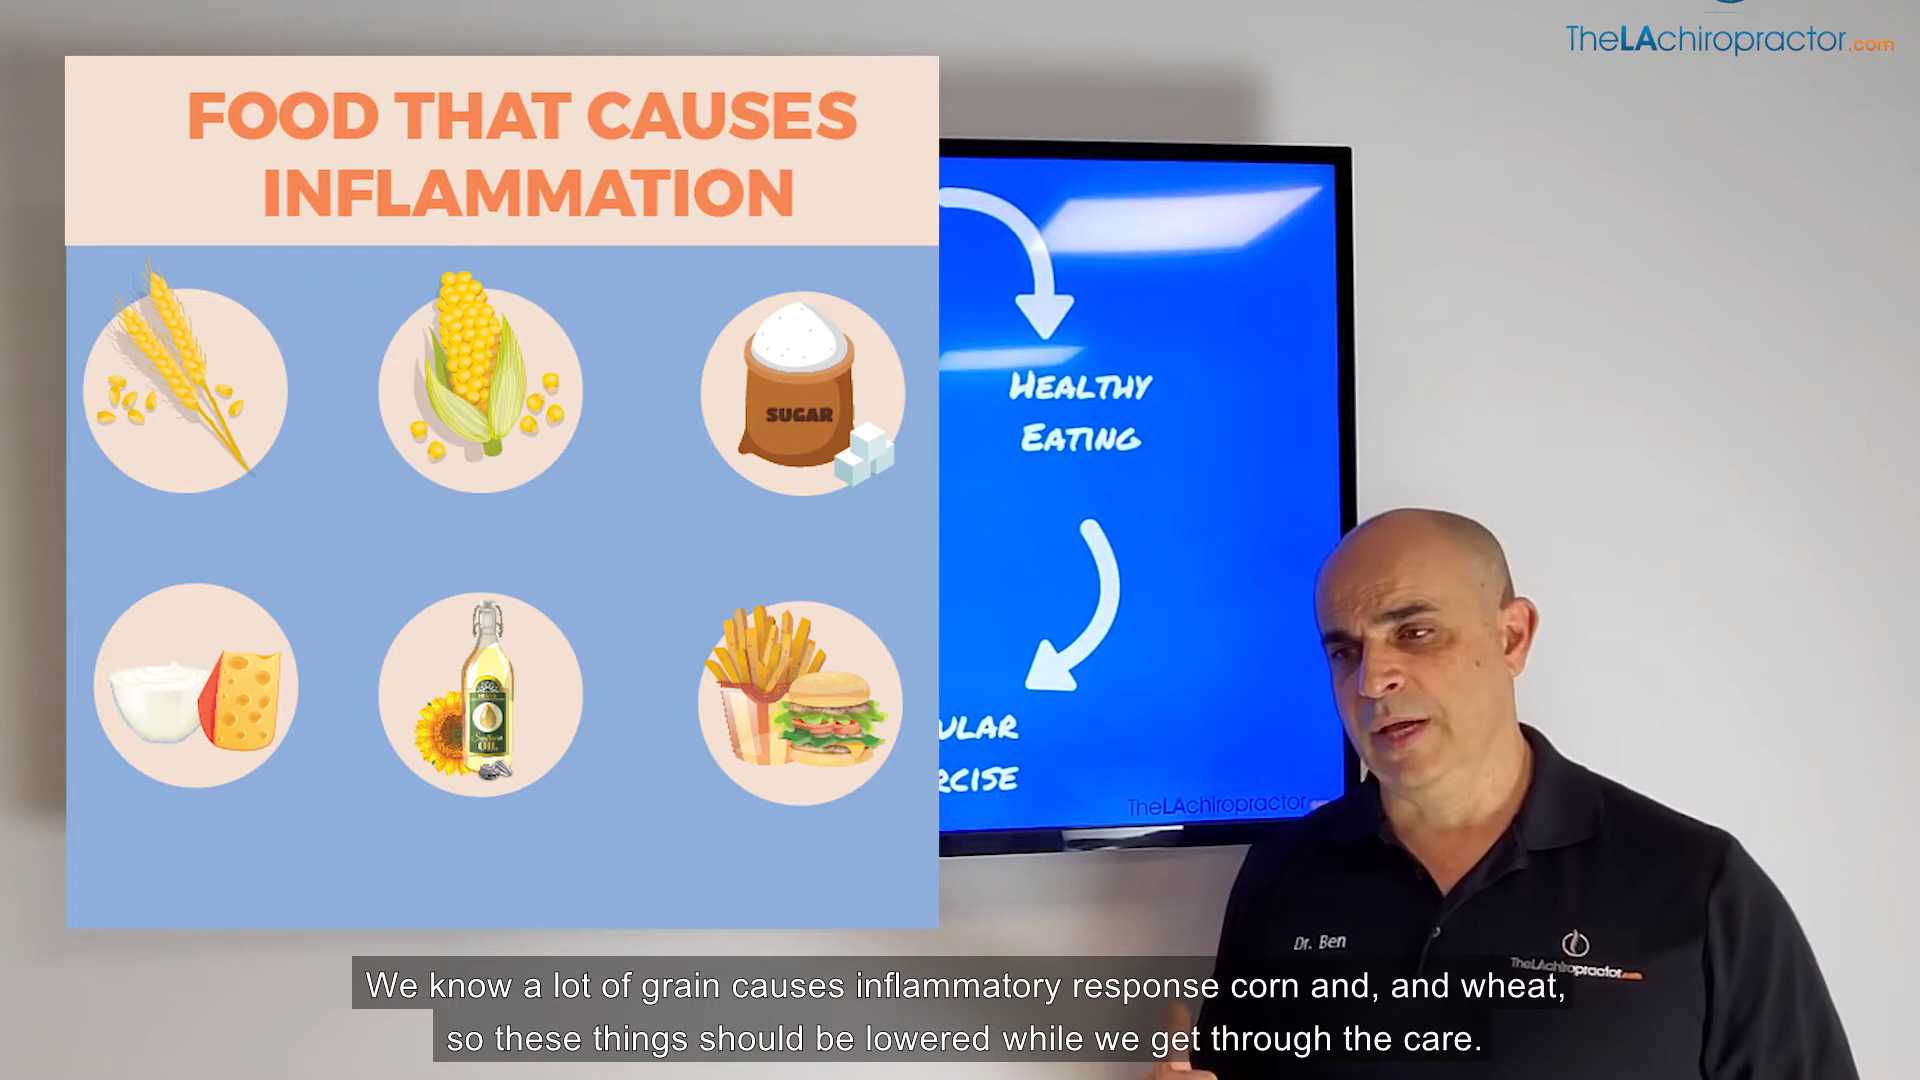 TheLAchiropractor.com
FOOD THAT CAUSES
INFLAMMATION
SUGAR
OIL
HEALTHY
EATING
ULAR
RCISE
TheLAchiropractor
Dr. Ben
TheLAchiropractor.com
We know a lot of grain causes inflammatory response corn and, and wheat,
so these things should be lowered while we get through the care.